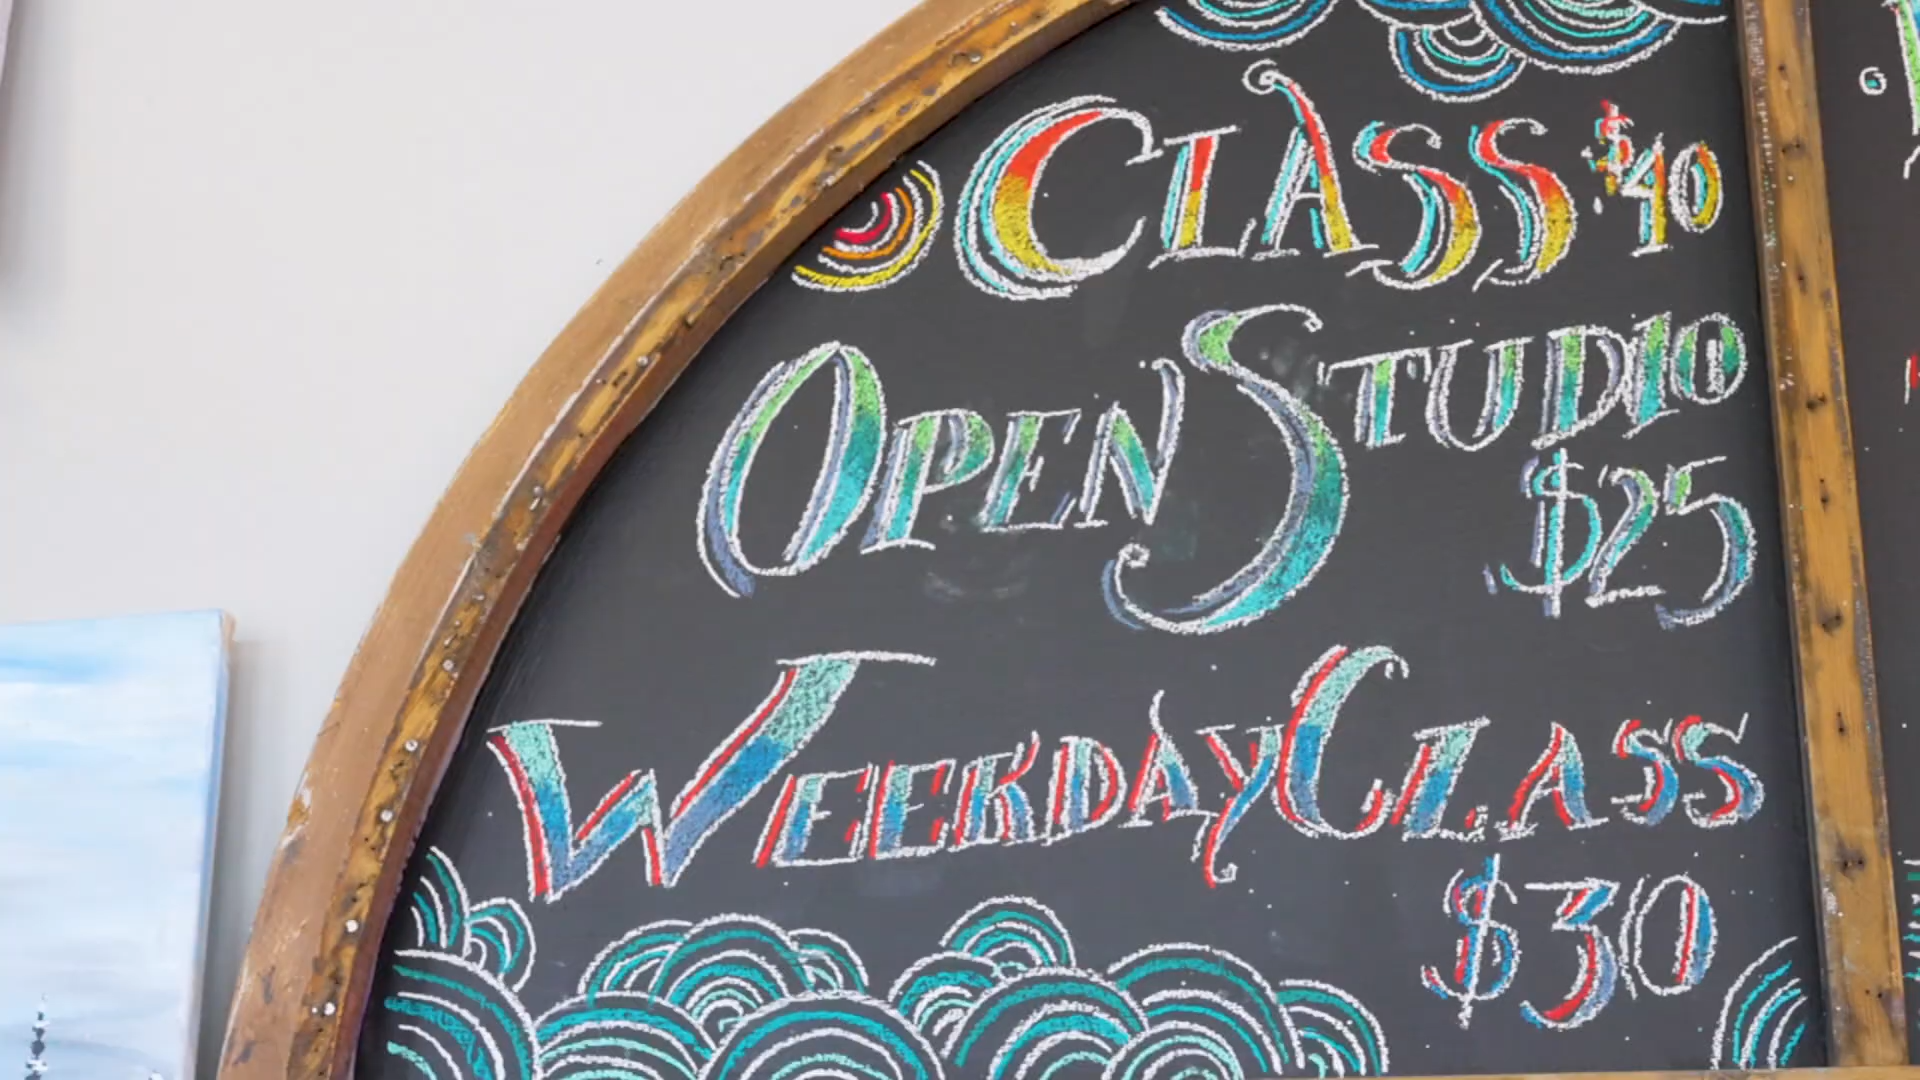 CLASS $40
OPEN STUDIO
$25
WEEKDAY CLASS
$30